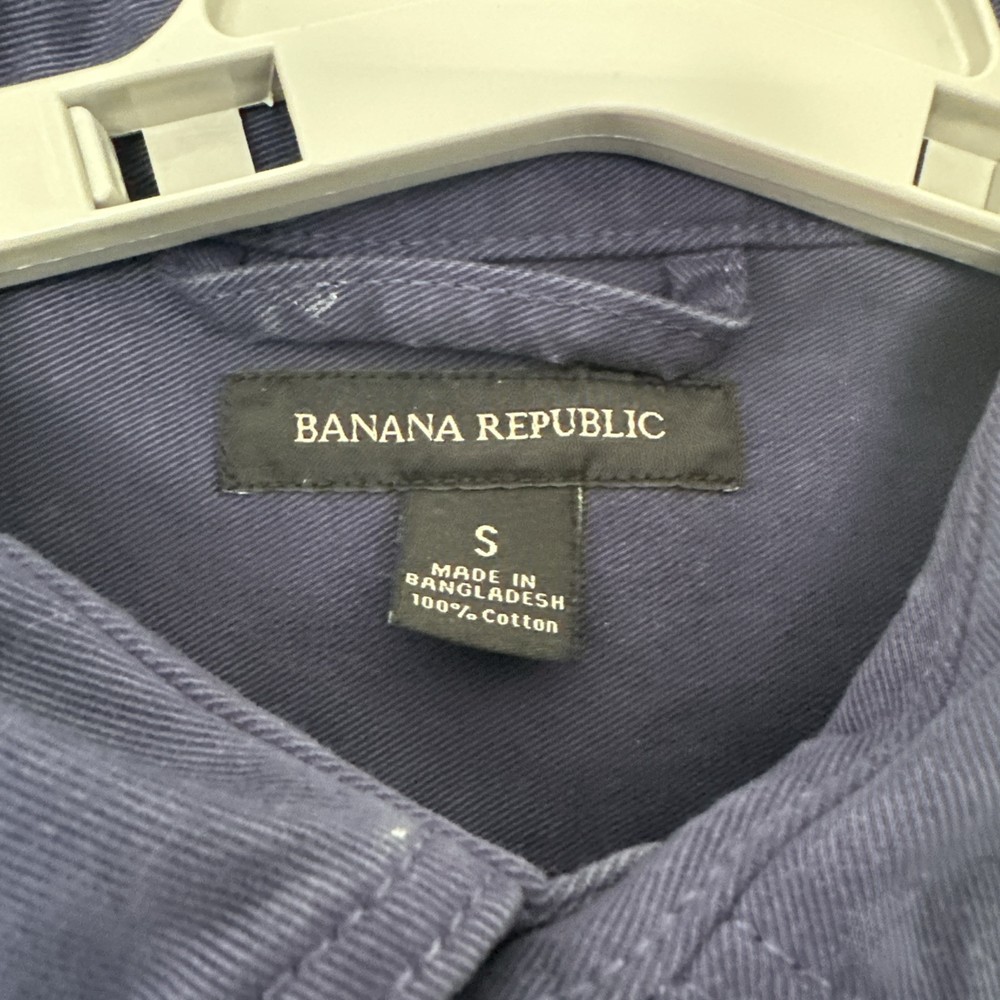 BANANA REPUBLIC
S
MADE IN
BANGLADESH
100% Cotton